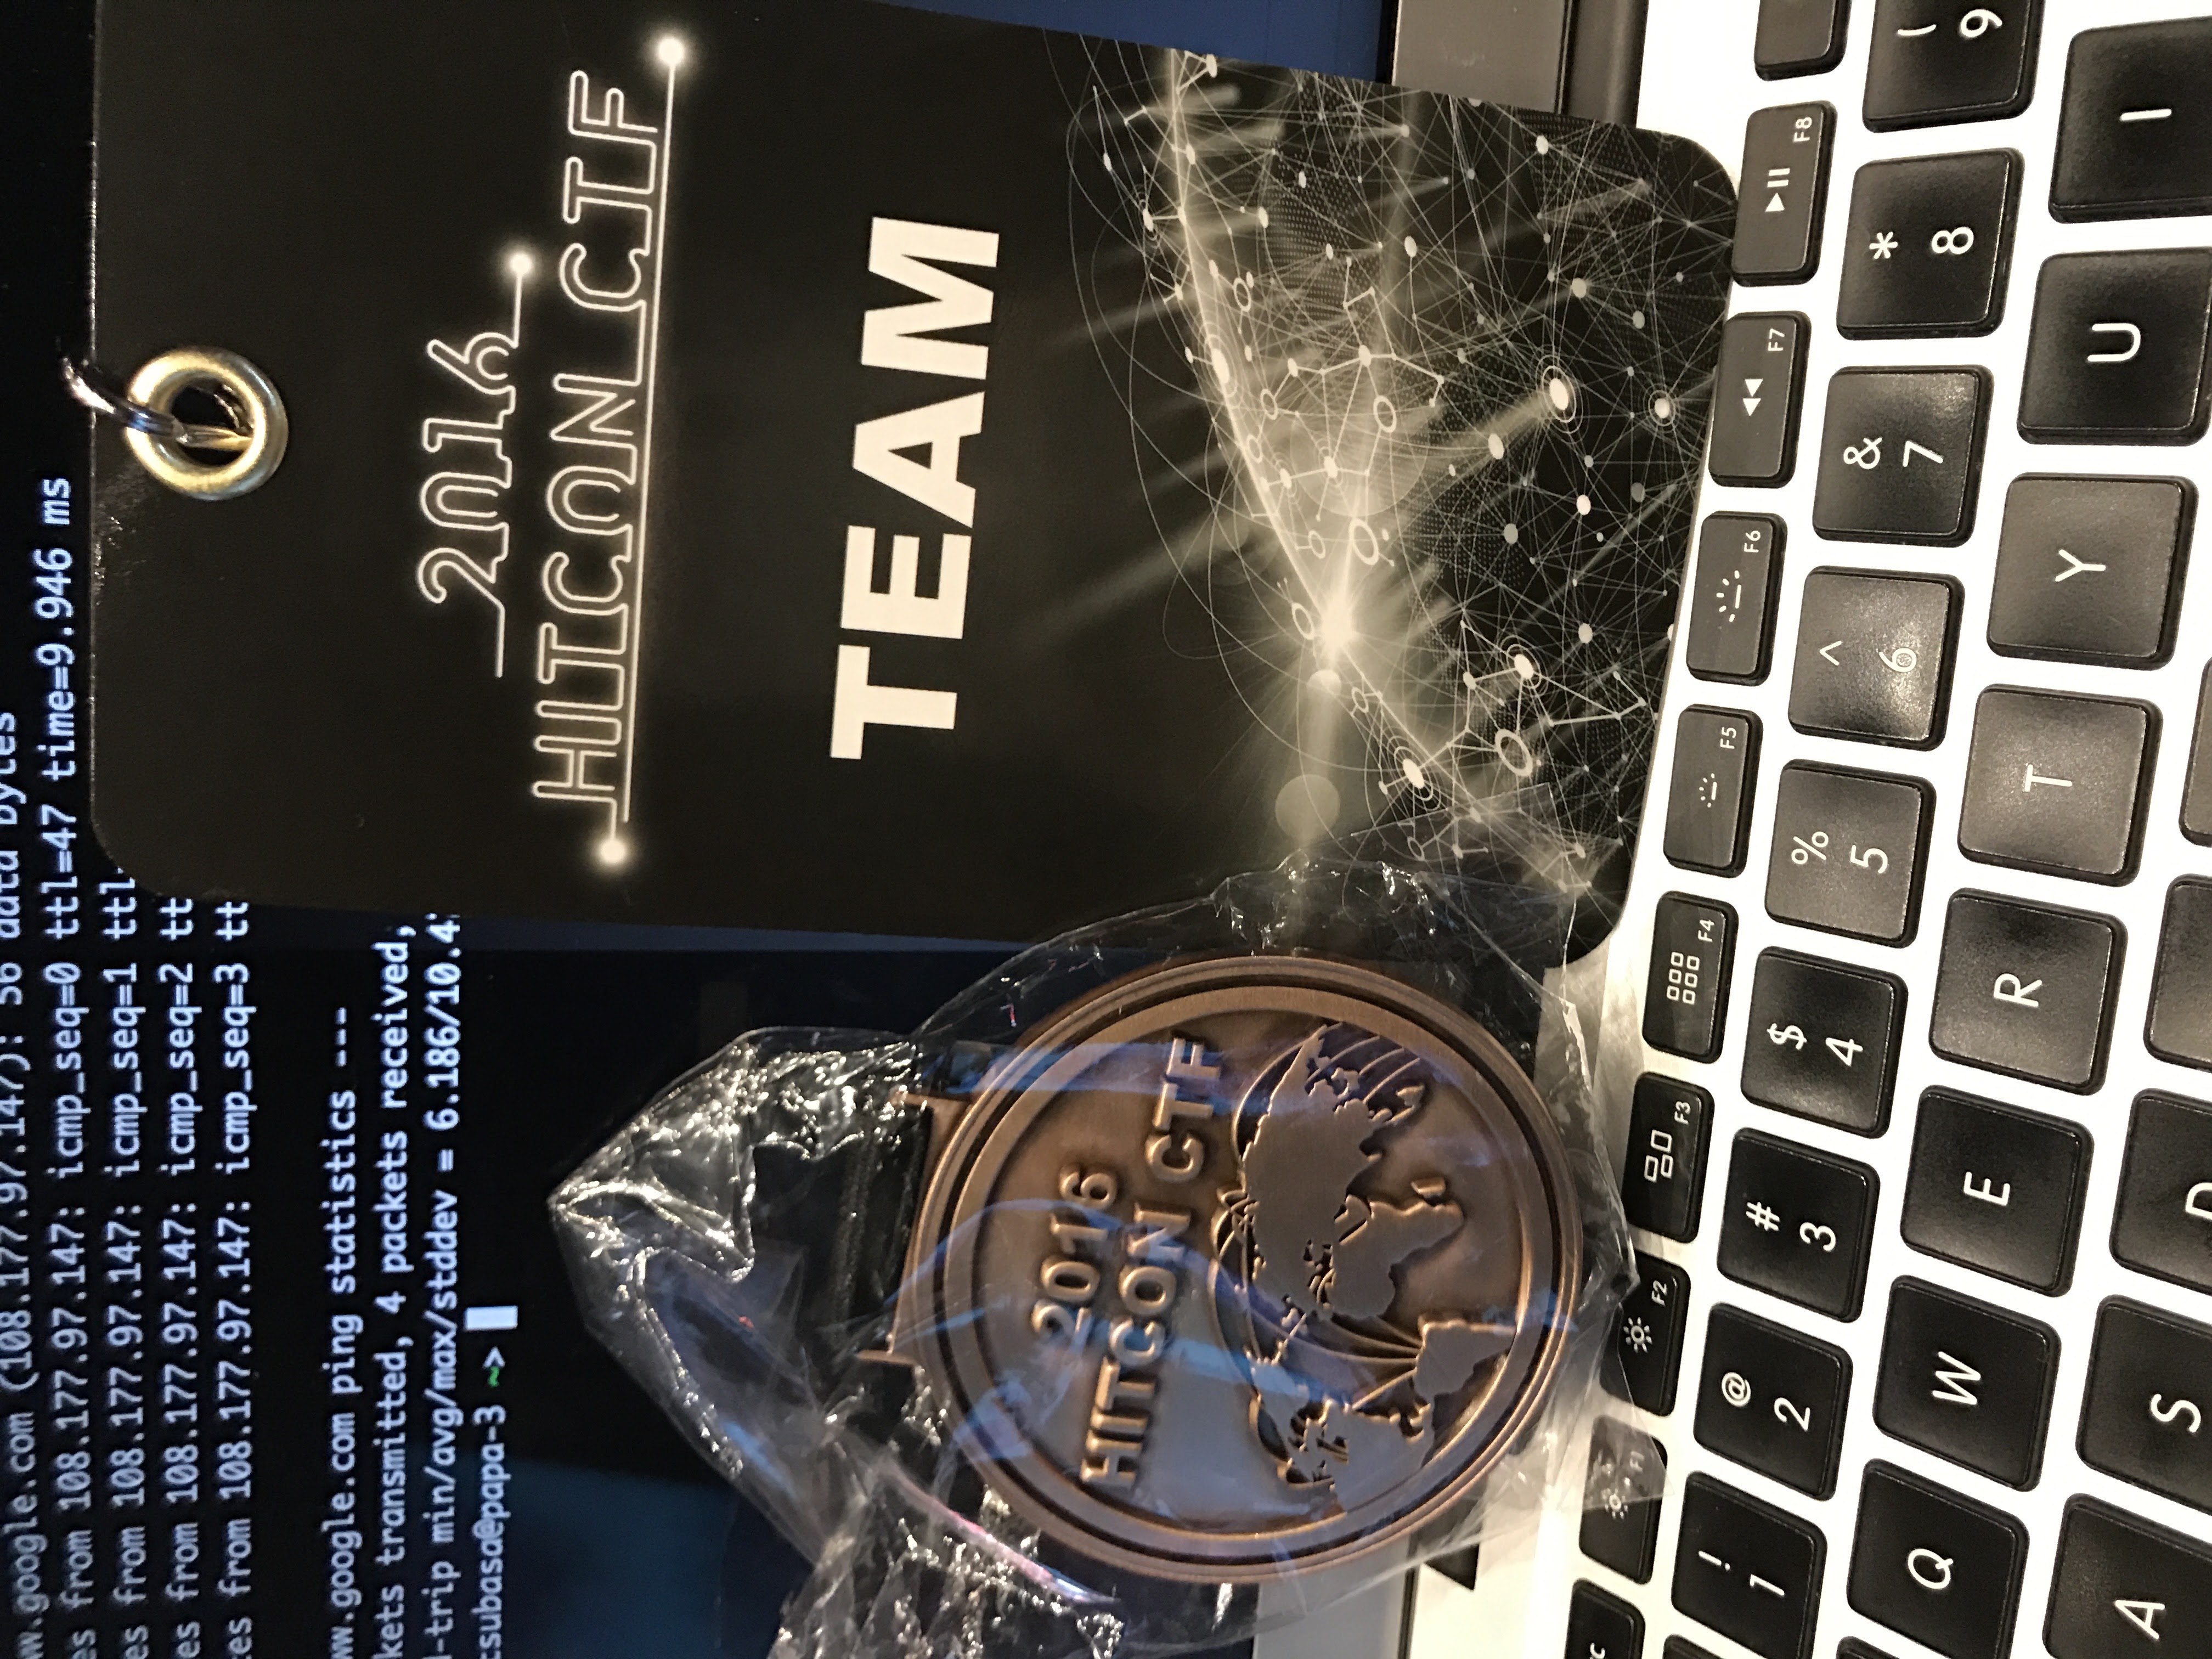 ww.google.com (108.177.97.147): 56 data bytes
es from 108.177.97.147: icmp_seq=0 ttl=47 time=9.946 ms
es from 108.177.97.147: icmp_seq=1 ttl
es from 108.177.97.147: icmp_seq=2 tt
tes from 108.177.97.147: icmp_seq=3 tt
ww.google.com ping statistics ---
kets transmitted, 4 packets received,
d-trip min/avg/max/stddev = 6.186/10.4
tsubasa@papa-3 ~>
2016
HITCON CTF
TEAM
2016
HITCON CTF
F1 F2 F3 F4 F5 F6 F7 F8
! @ # $ % ^ & * (
1 2 3 4 5 6 7 8 9
Q W E R T Y U I
A S D